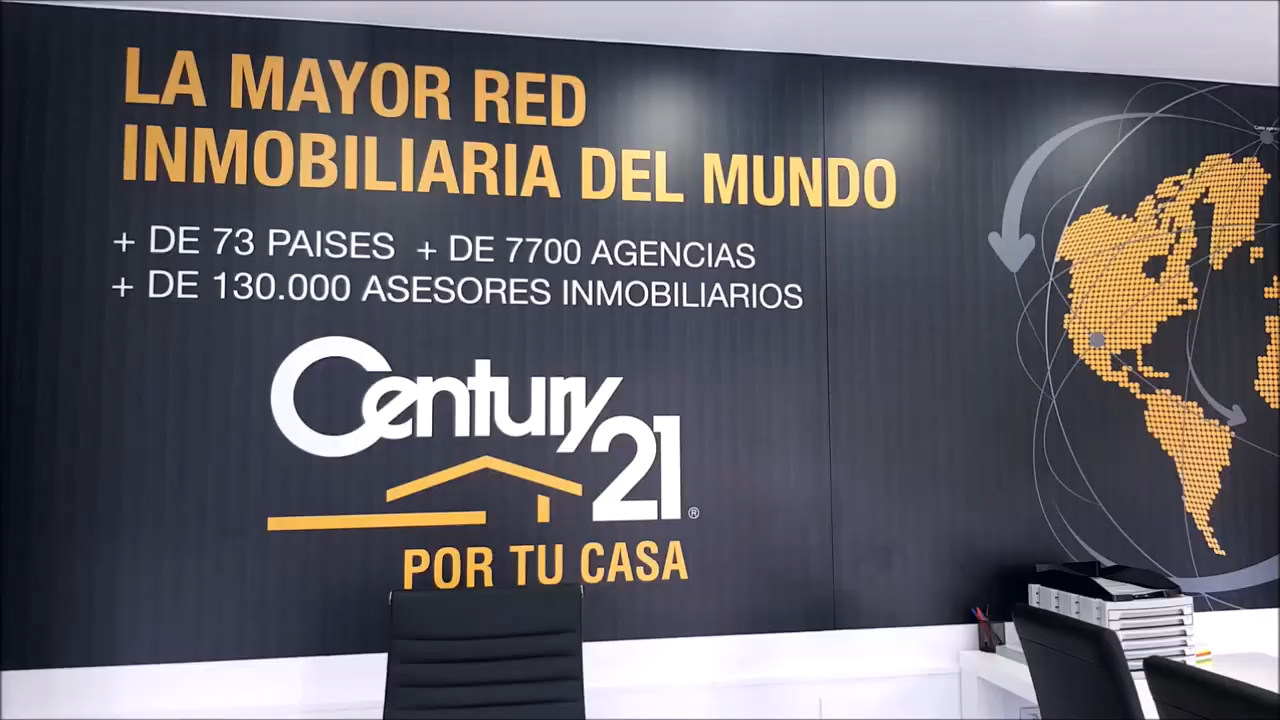 LA MAYOR RED
INMOBILIARIA DEL MUNDO
+ DE 73 PAISES + DE 7700 AGENCIAS
+ DE 130.000 ASESORES INMOBILIARIOS
Century
21®
POR TU CASA